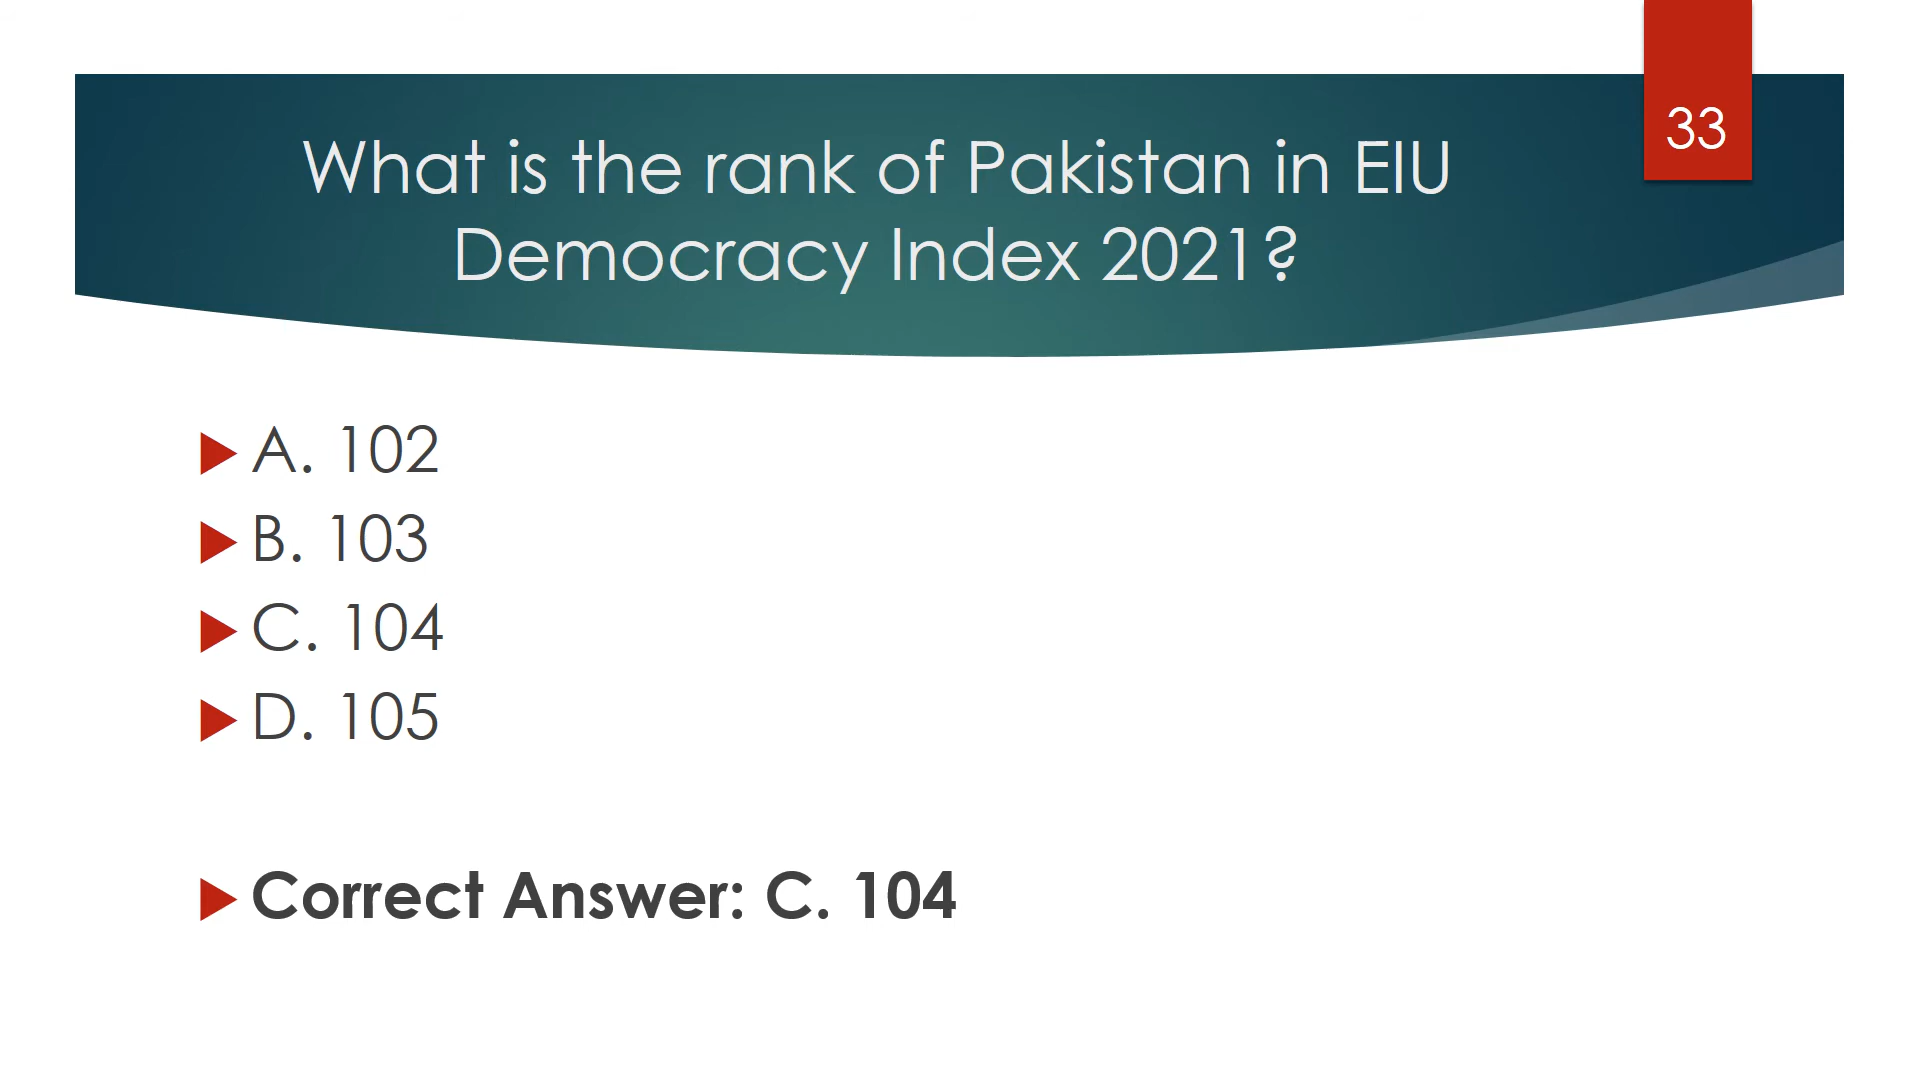 33
What is the rank of Pakistan in EIU
Democracy Index 2021?
A. 102
B. 103
C. 104
D. 105
Correct Answer: C. 104